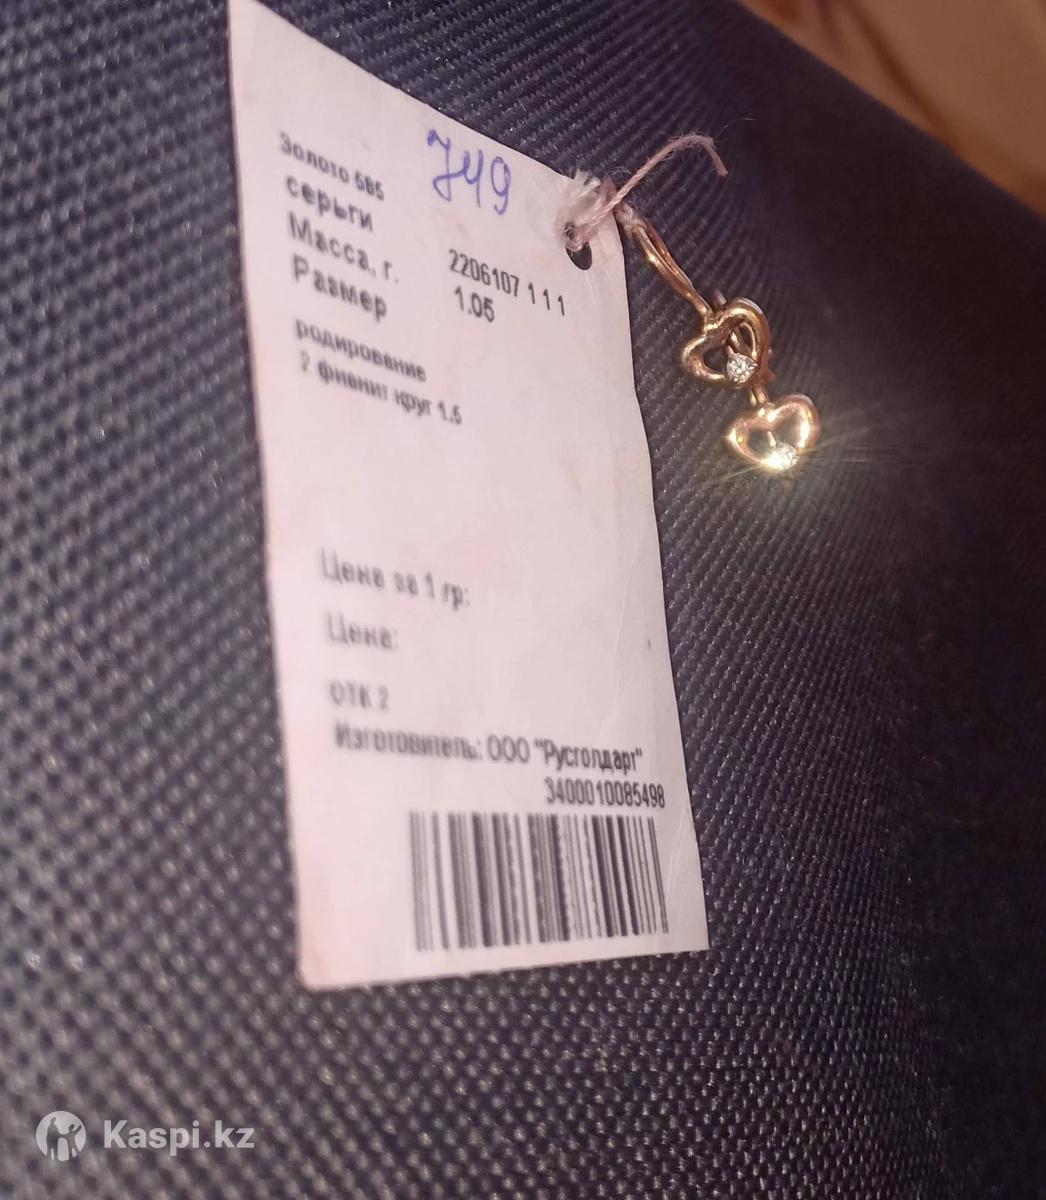 749
Золото 585
серьги
2206107 1 1 1
Масса, г. 1.05
Размер
родирование
2 фианит круг 1.5
Цена за 1 гр:
Цена:
ОТК 2
Изготовитель: ООО "Русголдарт"
3400010085498
Kaspi.kz